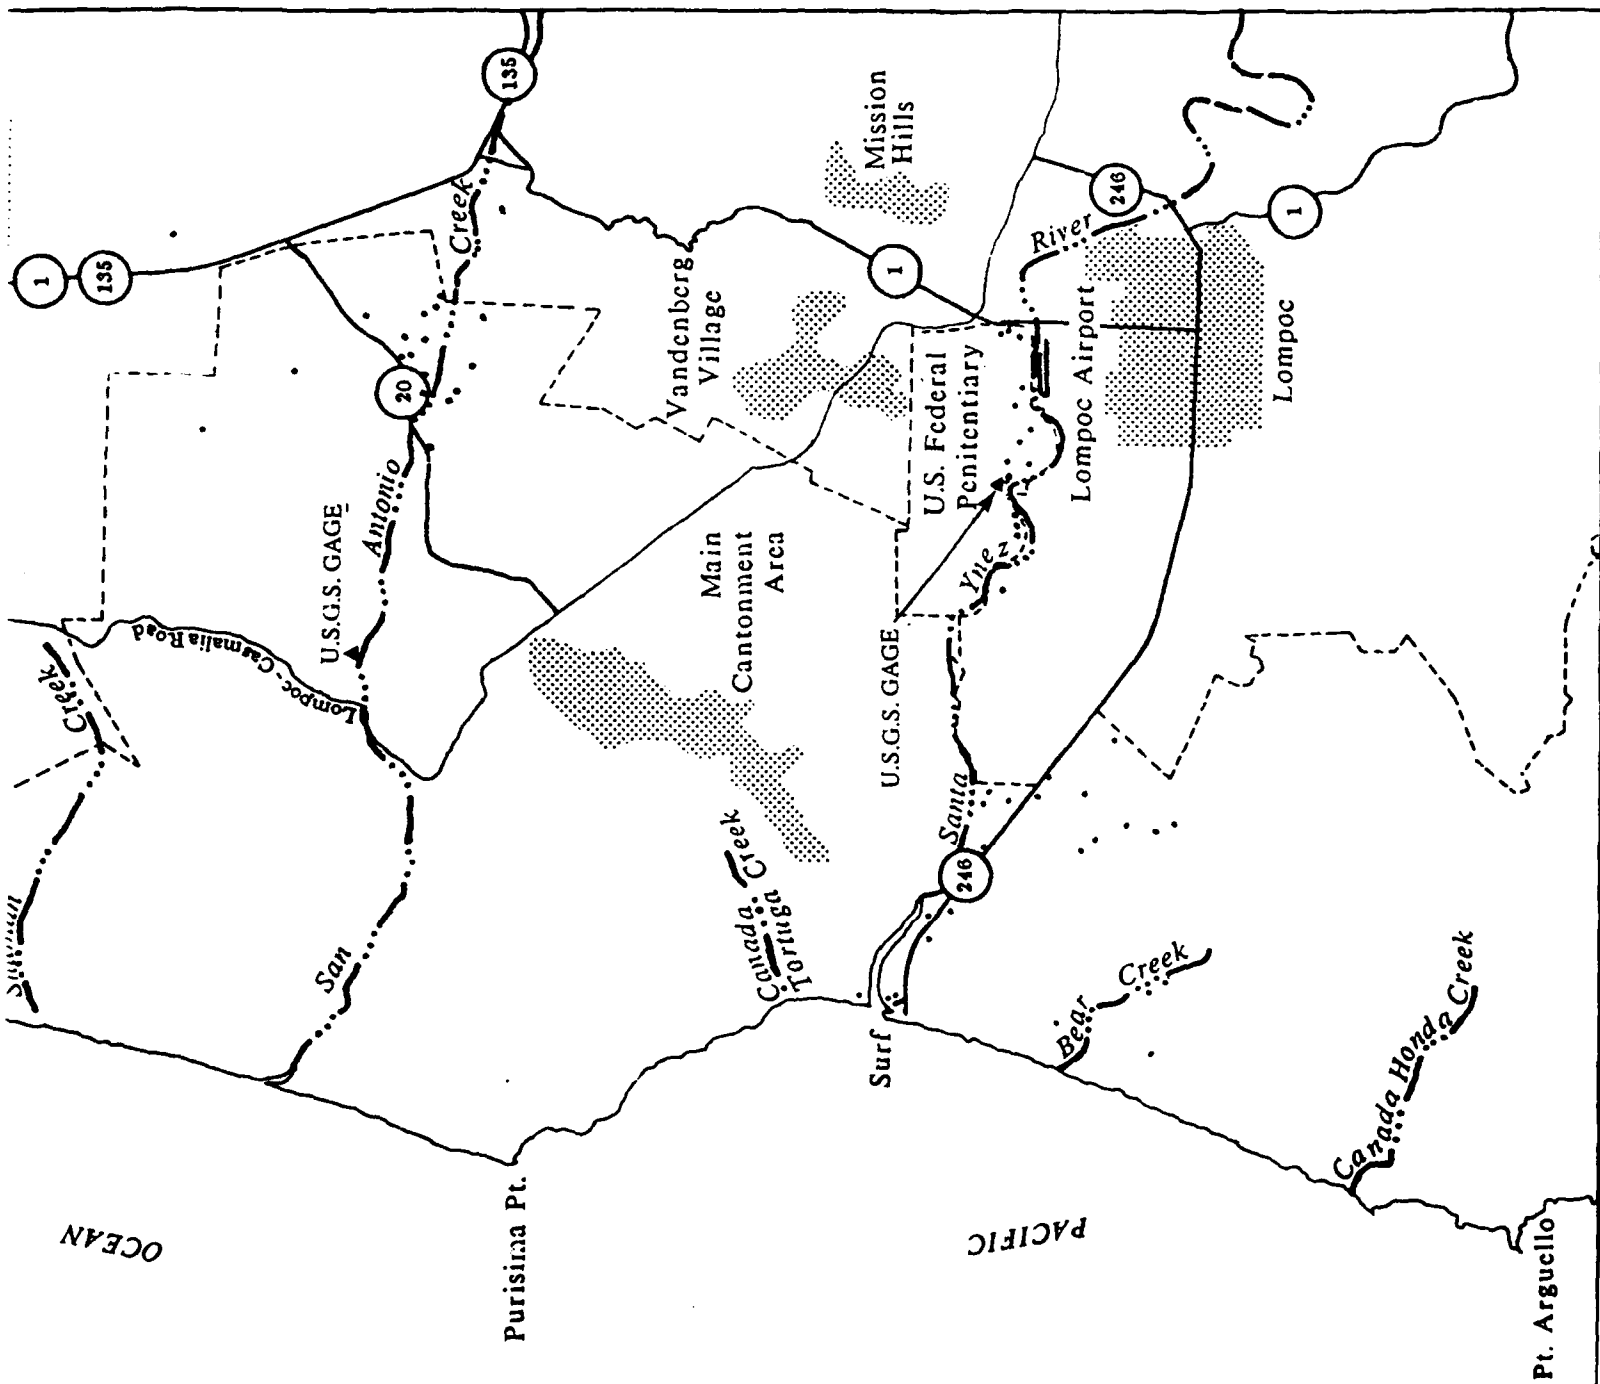 1
135
135
Creek
20
Antonio
U.S.G.S. GAGE
Lompoc - Casmalia Road
Creek
San
OCEAN
Purisima Pt.
Mission
Hills
Vandenberg
Village
1
Main
Cantonment
Area
Canada
Tortuga Creek
U.S. Federal
Penitentiary
U.S.G.S. GAGE
River
Ynez
Santa
Lompoc Airport
246
246
1
Lompoc
Surf
Bear Creek
Canada Honda Creek
PACIFIC
Pt. Arguello